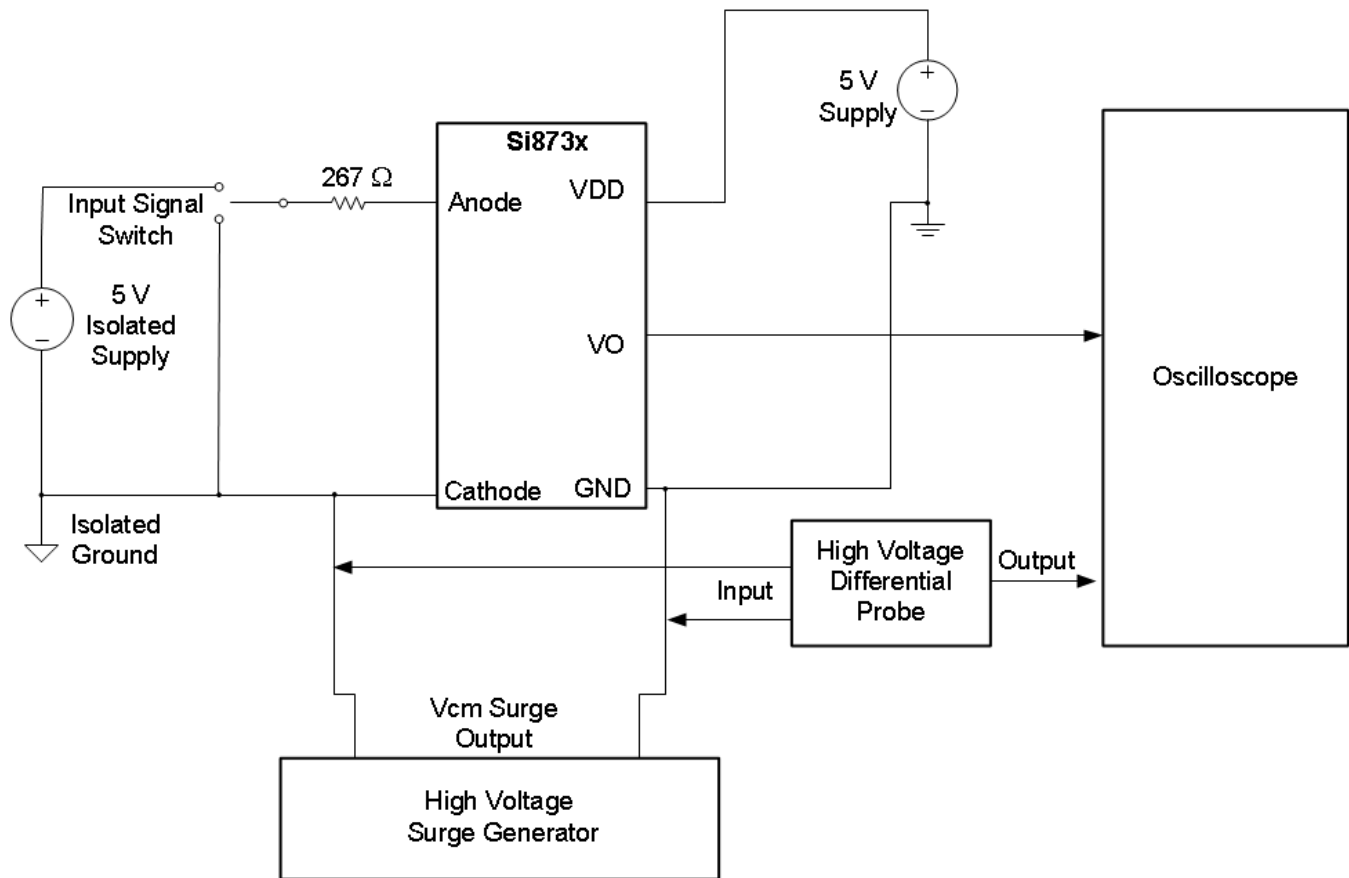 Si873x
5 V
Supply
+
−
267 Ω
Input Signal
Switch
Anode
VDD
+
−
5 V
Isolated
Supply
VO
Oscilloscope
Cathode
GND
Isolated
Ground
High Voltage
Differential
Probe
Input
Output
Vcm Surge
Output
High Voltage
Surge Generator